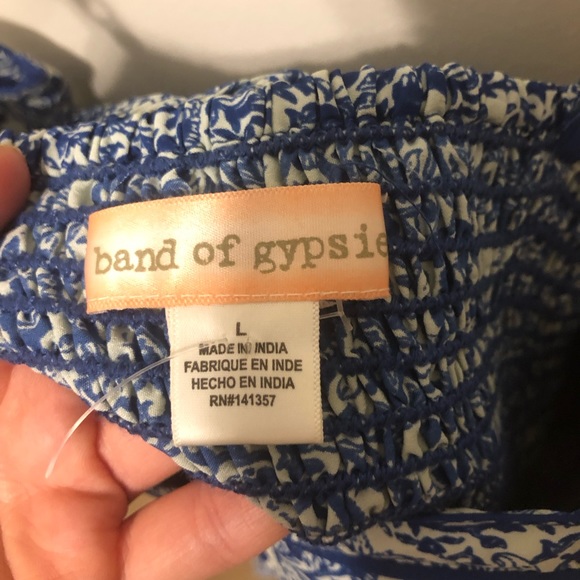 band of gypsie
L
MADE IN INDIA
FABRIQUE EN INDE
HECHO EN INDIA
RN#141357